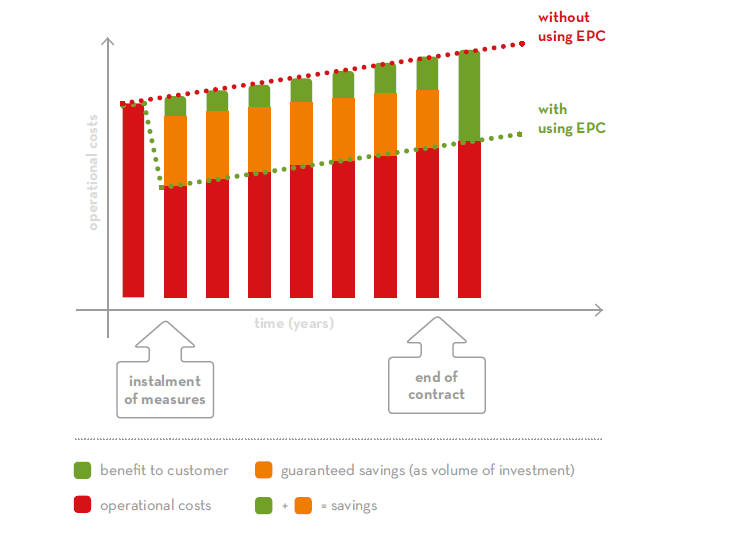 without
using EPC
with
using EPC
operational costs
time (years)
instalment
of measures
end of
contract
benefit to customer
guaranteed savings (as volume of investment)
operational costs
+ = savings